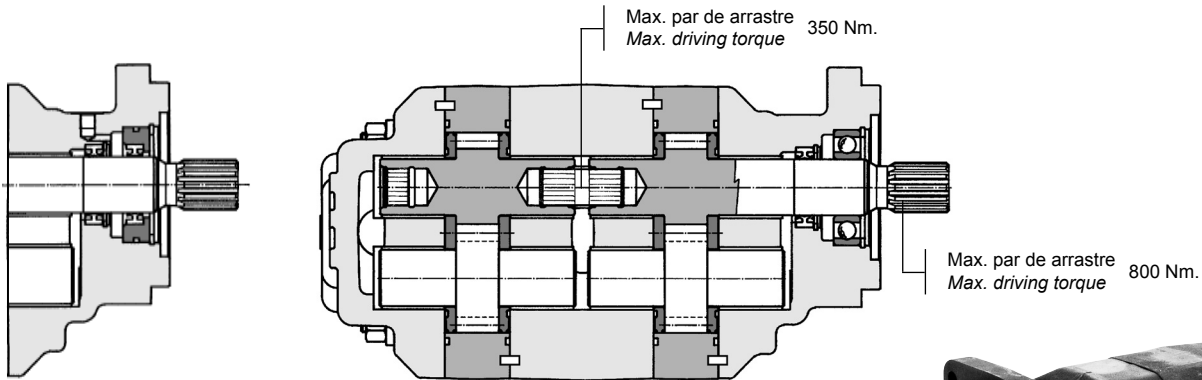 Max. par de arrastre
Max. driving torque 350 Nm.
Max. par de arrastre
Max. driving torque 800 Nm.